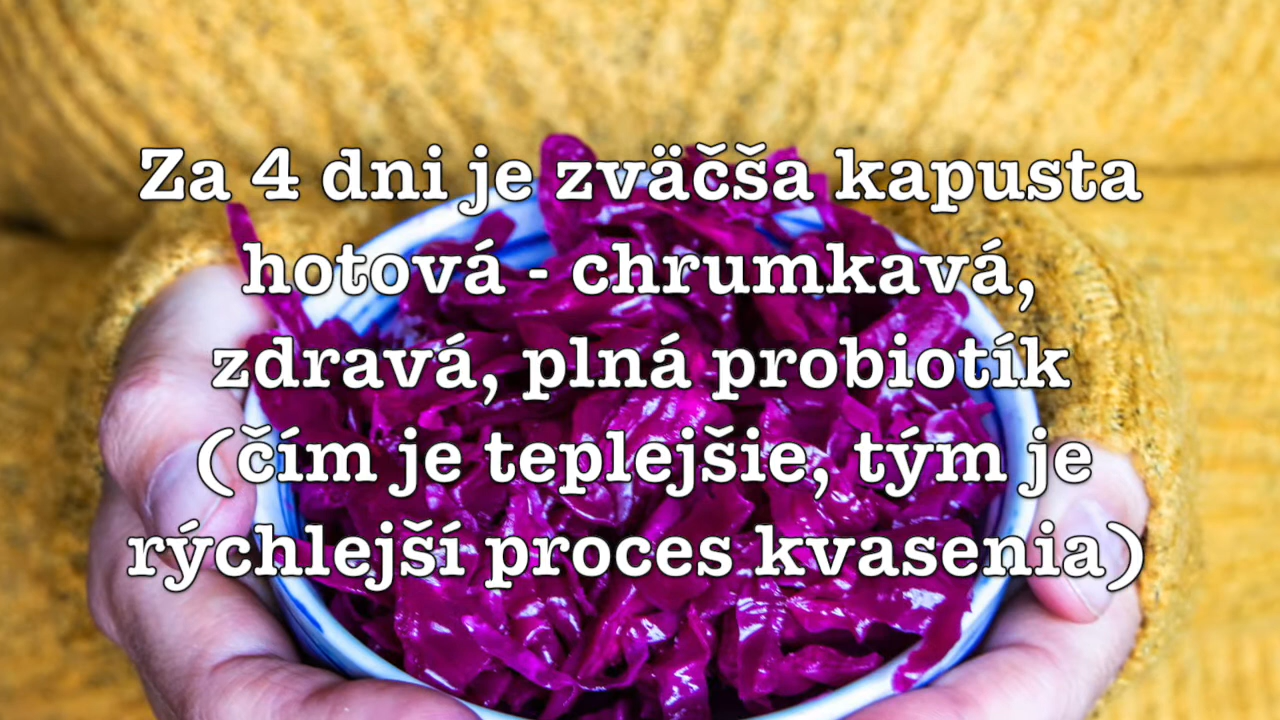 Za 4 dni je zväčša kapusta
hotová - chrumkavá,
zdravá, plná probiotík
(čím je teplejšie, tým je
rýchlejší proces kvasenia)